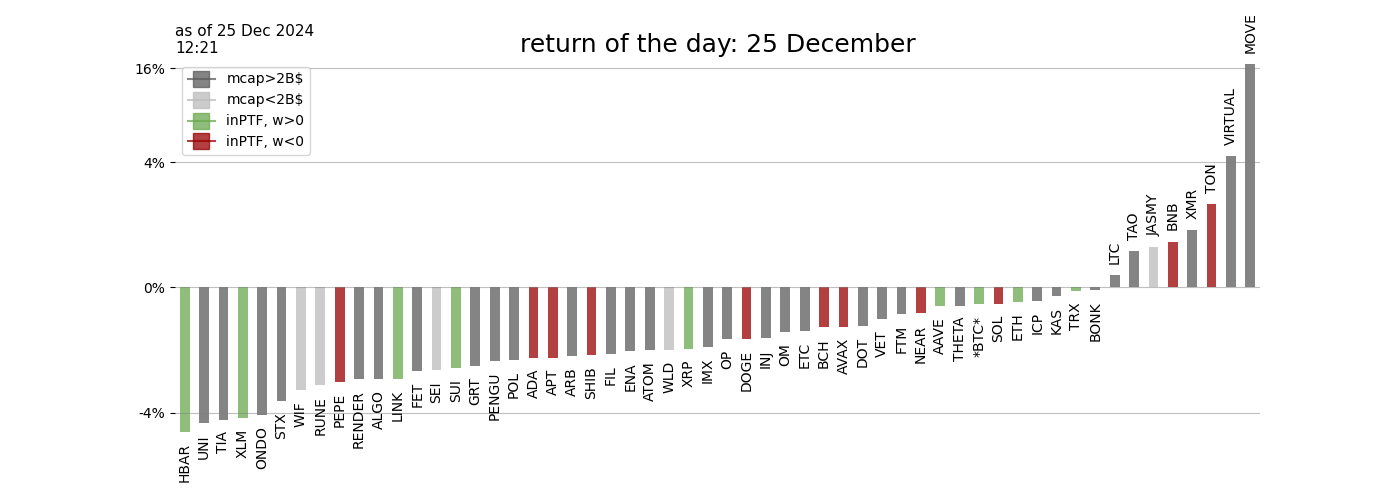 as of 25 Dec 2024
12:21
return of the day: 25 December
16%
4%
0%
-4%
mcap>2B$
mcap<2B$
inPTF, w>0
inPTF, w<0
HBAR
UNI
TIA
XLM
ONDO
STX
WIF
RUNE
PEPE
RENDER
ALGO
LINK
FET
SEI
SUI
GRT
PENGU
POL
ADA
APT
ARB
SHIB
FIL
ENA
ATOM
WLD
XRP
IMX
OP
DOGE
INJ
OM
ETC
BCH
AVAX
DOT
VET
FTM
NEAR
AAVE
THETA
*BTC*
SOL
ETH
ICP
KAS
TRX
BONK
LTC
TAO
JASMY
BNB
XMR
TON
VIRTUAL
MOVE